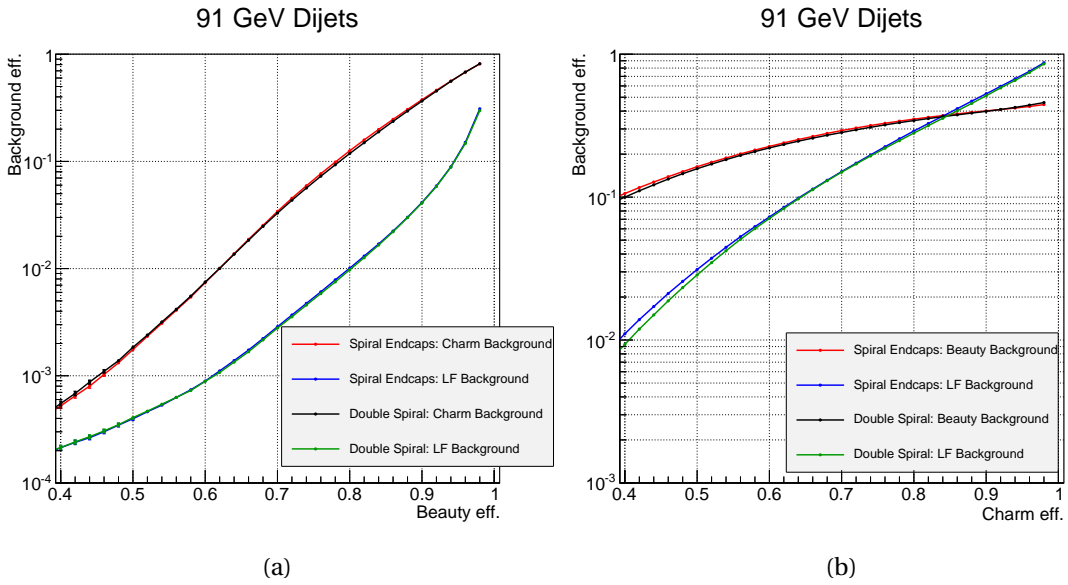 91 GeV Dijets
Background eff.
1
10-1
10-2
10-3
10-4
0.4 0.5 0.6 0.7 0.8 0.9 1
Beauty eff.
Spiral Endcaps: Charm Background
Spiral Endcaps: LF Background
Double Spiral: Charm Background
Double Spiral: LF Background
(a)
91 GeV Dijets
Background eff.
1
10-1
10-2
10-3
0.4 0.5 0.6 0.7 0.8 0.9 1
Charm eff.
Spiral Endcaps: Beauty Background
Spiral Endcaps: LF Background
Double Spiral: Beauty Background
Double Spiral: LF Background
(b)